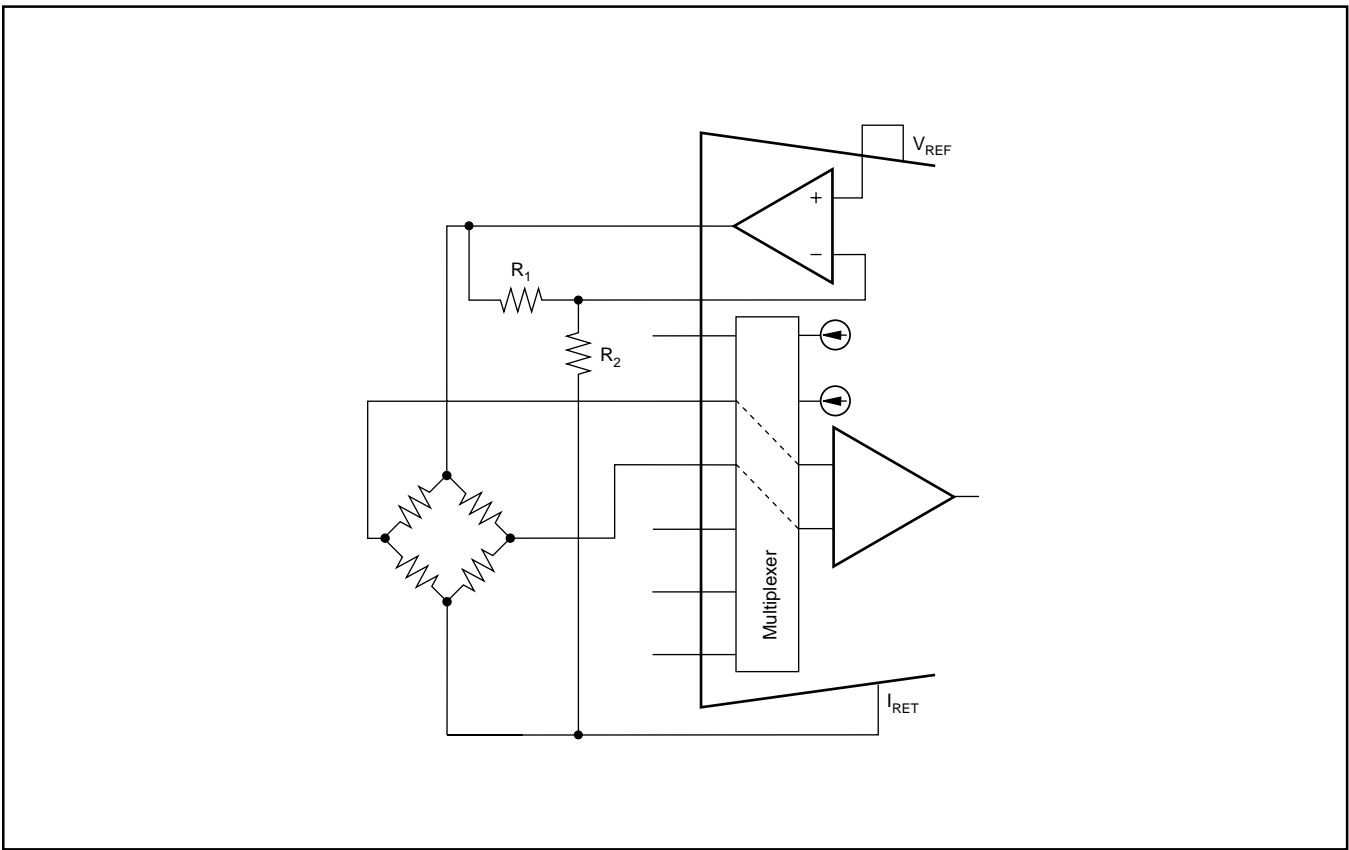 V_REF
+
−
R_1
R_2
Multiplexer
I_RET